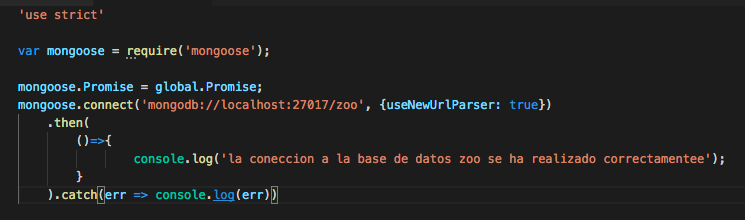 'use strict'
var mongoose = require('mongoose');
mongoose.Promise = global.Promise;
mongoose.connect('mongodb://localhost:27017/zoo', {useNewUrlParser: true})
.then(
()=>{
console.log('la coneccion a la base de datos zoo se ha realizado correctamentee');
}
).catch(err => console.log(err))